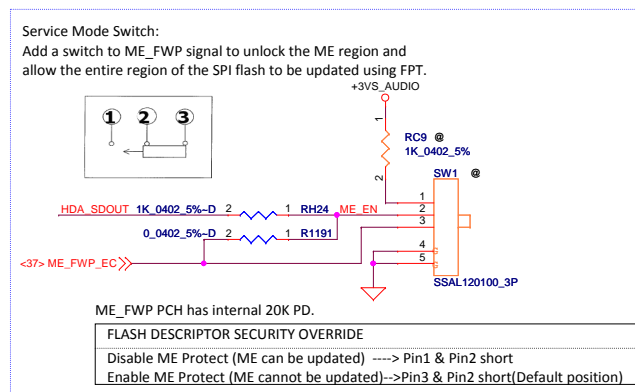 Service Mode Switch:
Add a switch to ME_FWP signal to unlock the ME region and
allow the entire region of the SPI flash to be updated using FPT.
+3VS_AUDIO
1 2 3
1
RC9 @
1K_0402_5%
2
SW1 @
HDA_SDOUT 1K_0402_5%~D 2 1 RH24 ME_EN
1
2
3
0_0402_5%~D 2 1 R1191
<37> ME_FWP_EC
4
5
SSAL120100_3P
ME_FWP PCH has internal 20K PD.
FLASH DESCRIPTOR SECURITY OVERRIDE
Disable ME Protect (ME can be updated) ----> Pin1 & Pin2 short
Enable ME Protect (ME cannot be updated)-->Pin3 & Pin2 short(Default position)